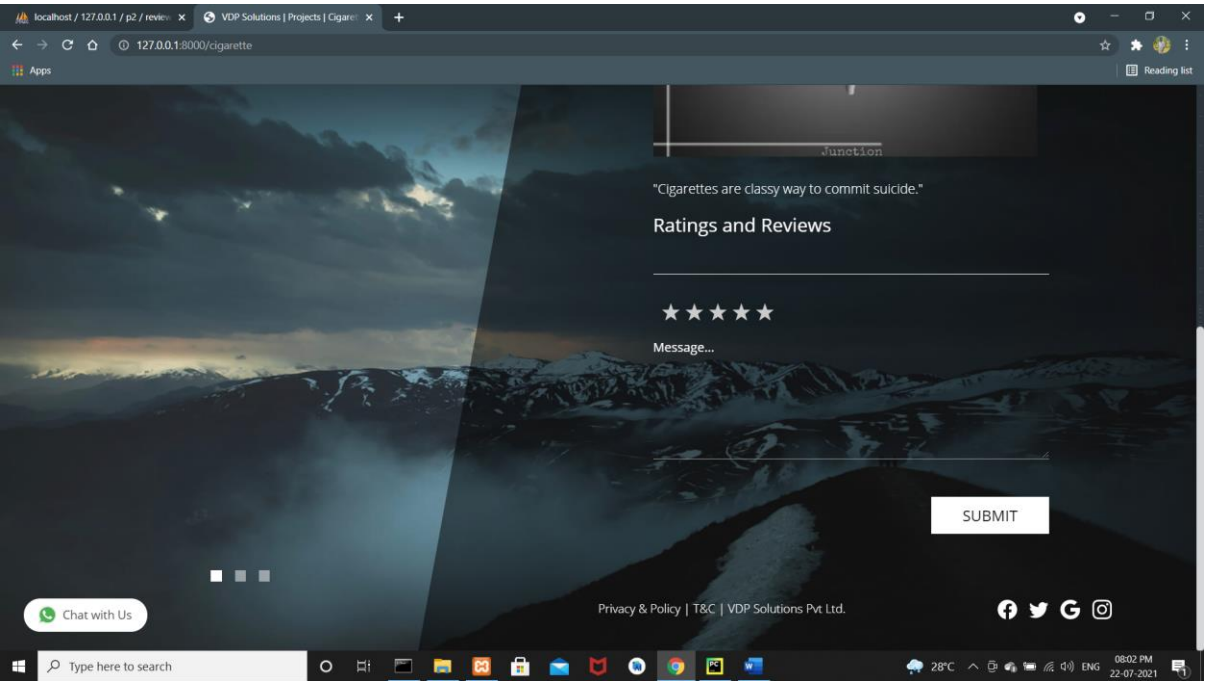 localhost / 127.0.0.1 / p2 / review
VDP Solutions | Projects | Cigaret
127.0.0.1:8000/cigarette
Apps
Reading list
Junction
"Cigarettes are classy way to commit suicide."
Ratings and Reviews
Message...
SUBMIT
Chat with Us
Privacy & Policy | T&C | VDP Solutions Pvt Ltd.
Type here to search
28°C
ENG
08:02 PM
22-07-2021